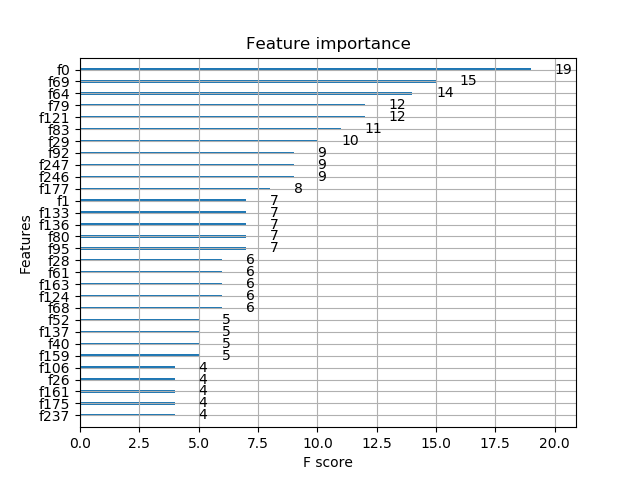 Feature importance
f0 19
f69 15
f64 14
f79 12
f121 12
f83 11
f29 10
f92 9
f247 9
f246 9
f177 8
f1 7
f133 7
f136 7
f80 7
f95 7
f28 6
f61 6
f163 6
f124 6
f68 6
f52 5
f137 5
f40 5
f159 5
f106 4
f26 4
f161 4
f175 4
f237 4
Features
0.0 2.5 5.0 7.5 10.0 12.5 15.0 17.5 20.0
F score